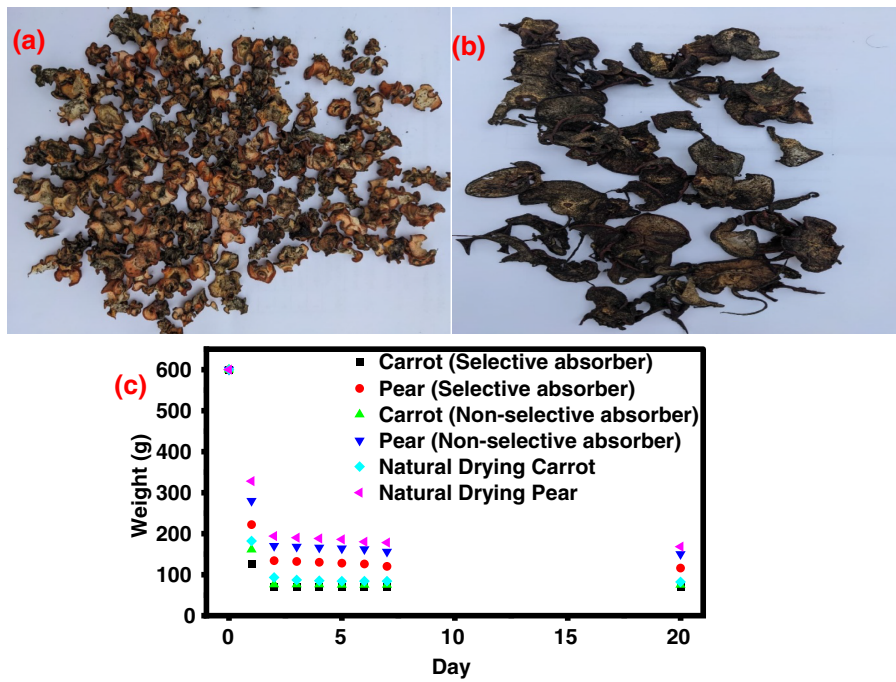 (a)
(b)
(c)
600
500
400
300
200
100
0
Weight (g)
Carrot (Selective absorber)
Pear (Selective absorber)
Carrot (Non-selective absorber)
Pear (Non-selective absorber)
Natural Drying Carrot
Natural Drying Pear
0 5 10 15 20
Day